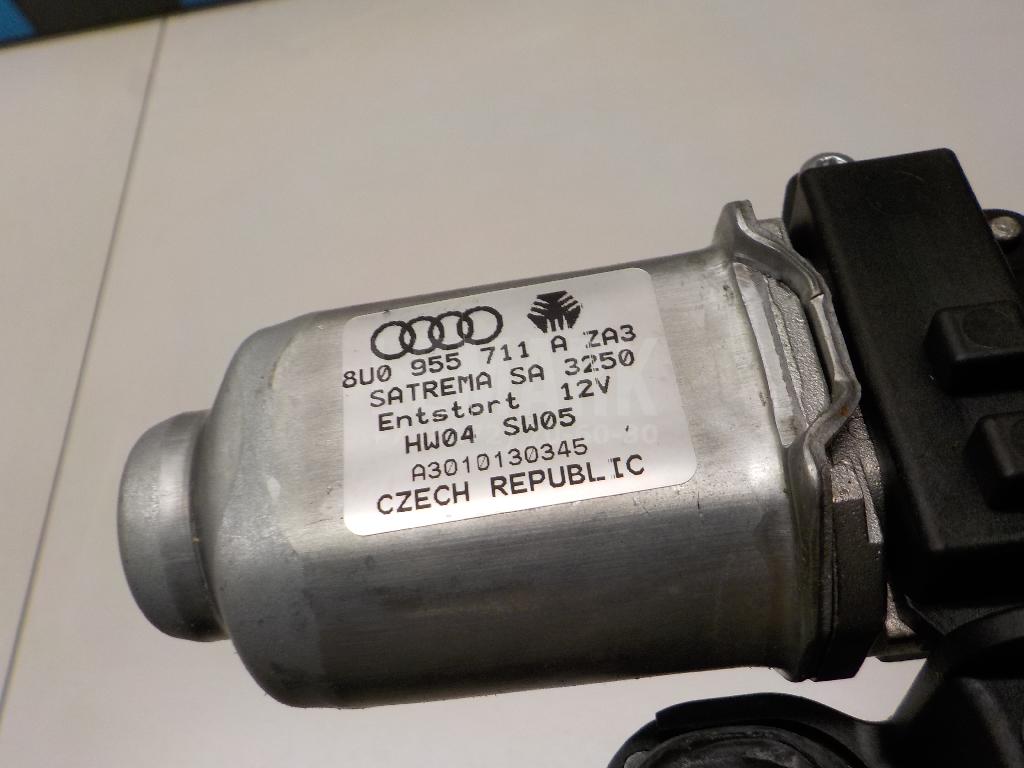 8U0 955 711 A ZA3
SATREMA SA 3250
Entstort 12V
HW04 SW05
A3010130345
CZECH REPUBLIC